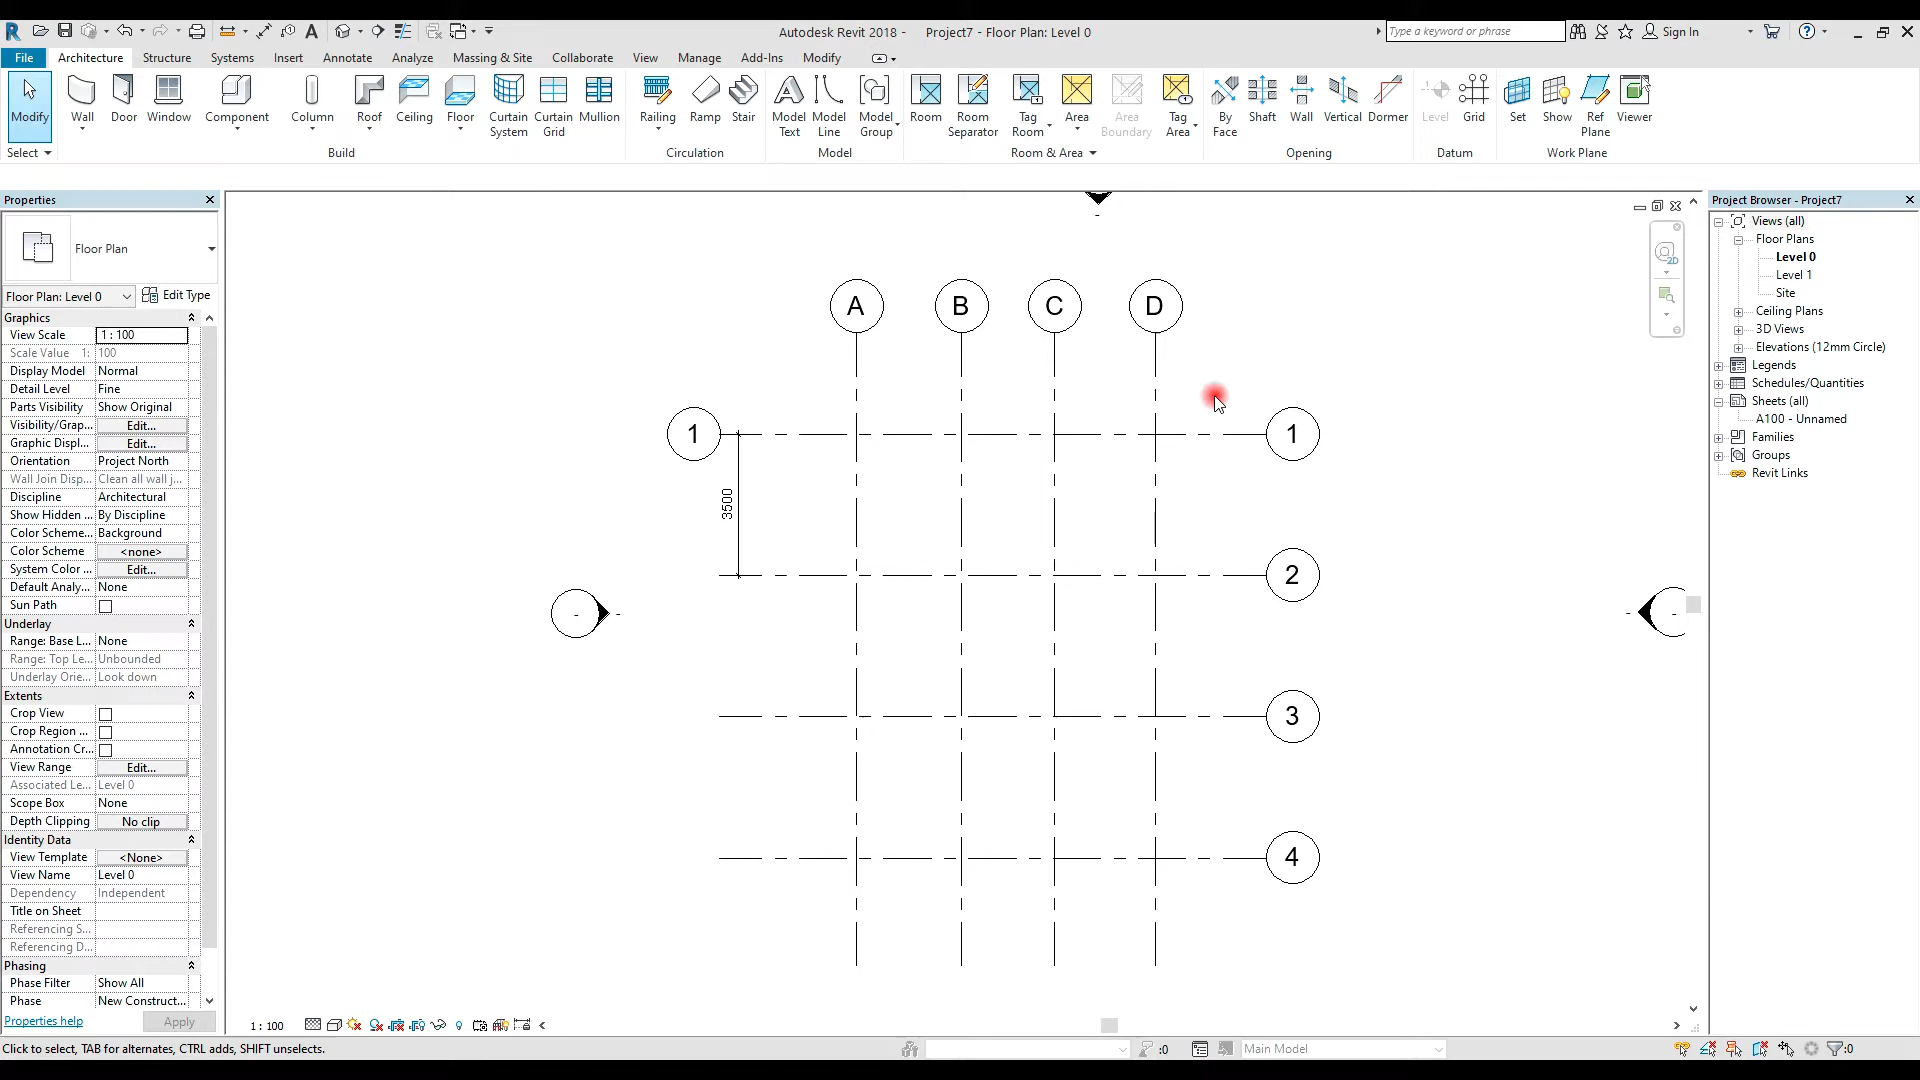 Autodesk Revit 2018 - Project7 - Floor Plan: Level 0
Type a keyword or phrase
Sign In
File Architecture Structure Systems Insert Annotate Analyze Massing & Site Collaborate View Manage Add-Ins Modify
Modify Wall Door Window Component Column Roof Ceiling Floor Curtain System Curtain Grid Mullion Railing Ramp Stair Model Text Model Line Model Group Room Room Separator Tag Room Area Area Boundary Tag Area By Face Shaft Wall Vertical Dormer Level Grid Set Show Ref Plane Viewer
Select Build Circulation Model Room & Area Opening Datum Work Plane
Properties
Floor Plan
Floor Plan: Level 0 Edit Type
Graphics
View Scale 1 : 100
Scale Value 1: 100
Display Model Normal
Detail Level Fine
Parts Visibility Show Original
Visibility/Grap... Edit...
Graphic Displ... Edit...
Orientation Project North
Wall Join Disp... Clean all wall j...
Discipline Architectural
Show Hidden ... By Discipline
Color Scheme... Background
Color Scheme <none>
System Color ... Edit...
Default Analy... None
Sun Path
Underlay
Range: Base L... None
Range: Top Le... Unbounded
Underlay Orie... Look down
Extents
Crop View
Crop Region ...
Annotation Cr...
View Range Edit...
Associated Le... Level 0
Scope Box None
Depth Clipping No clip
Identity Data
View Template <None>
View Name Level 0
Dependency Independent
Title on Sheet
Referencing S...
Referencing D...
Phasing
Phase Filter Show All
Phase New Construct...
Properties help Apply
A B C D
1 1
3500
2
3
4
2D
Project Browser - Project7
Views (all)
Floor Plans
Level 0
Level 1
Site
Ceiling Plans
3D Views
Elevations (12mm Circle)
Legends
Schedules/Quantities
Sheets (all)
A100 - Unnamed
Families
Groups
Revit Links
1 : 100
Click to select, TAB for alternates, CTRL adds, SHIFT unselects.
:0
Main Model
:0